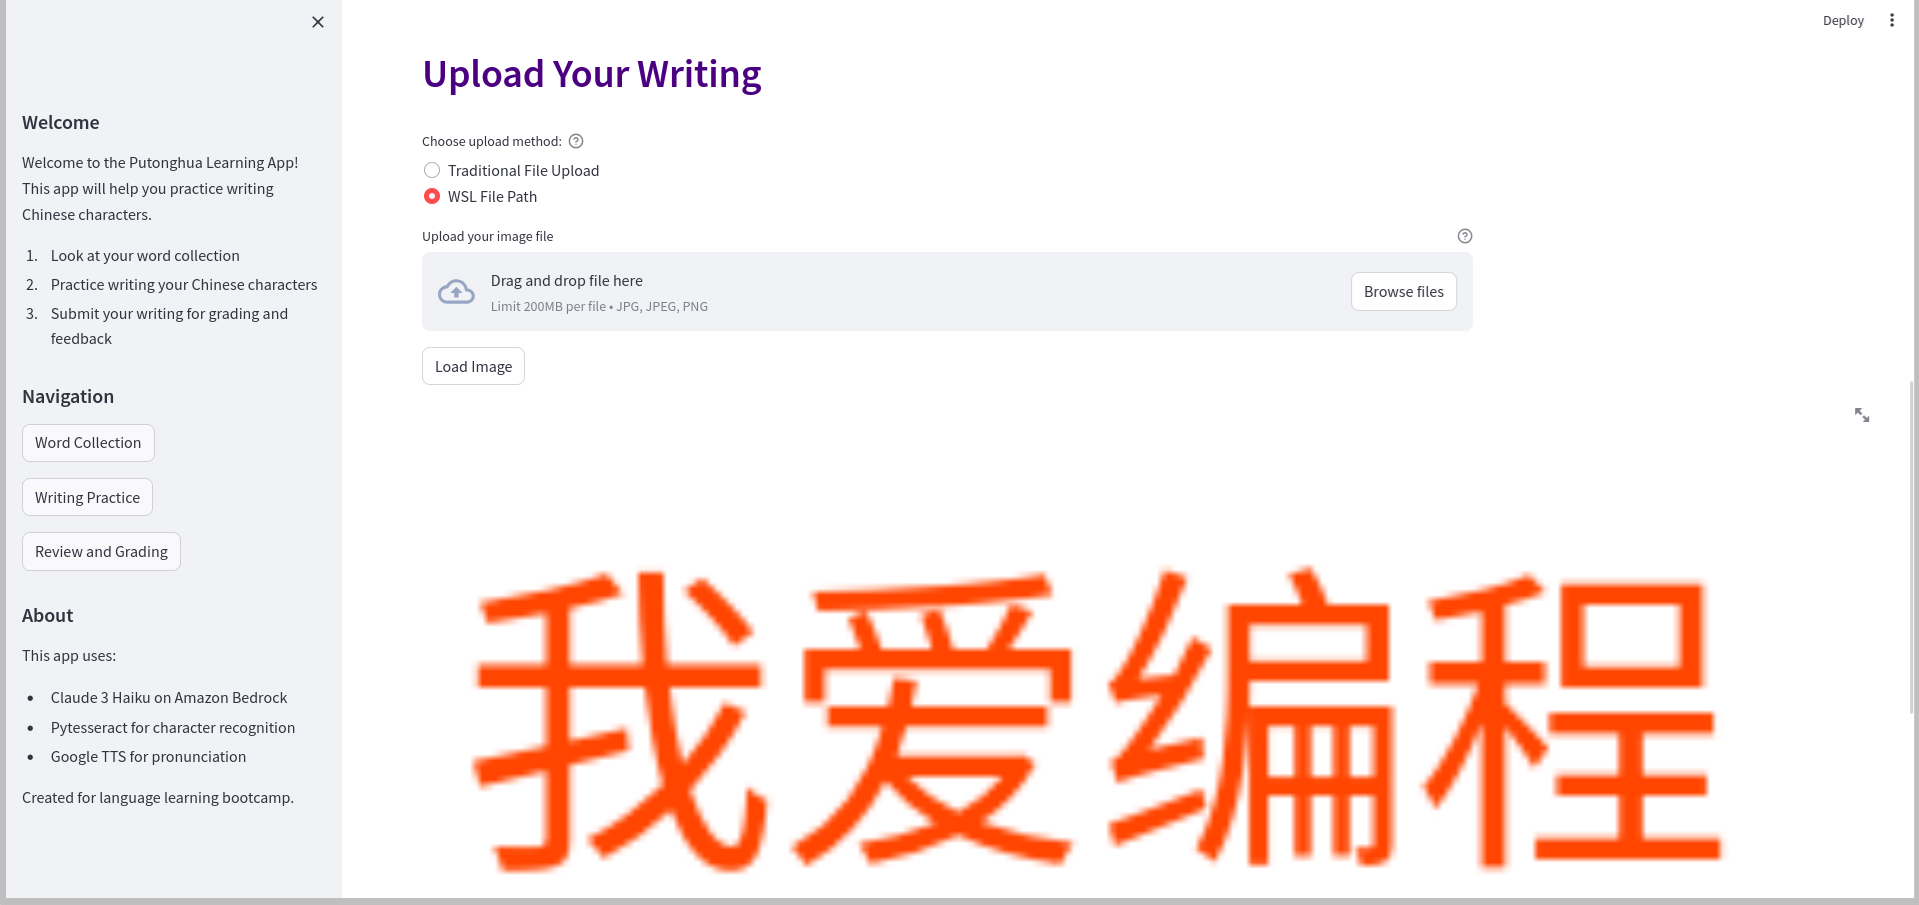 Deploy
Welcome
Welcome to the Putonghua Learning App!
This app will help you practice writing
Chinese characters.
1. Look at your word collection
2. Practice writing your Chinese characters
3. Submit your writing for grading and
feedback
Navigation
Word Collection
Writing Practice
Review and Grading
About
This app uses:
• Claude 3 Haiku on Amazon Bedrock
• Pytesseract for character recognition
• Google TTS for pronunciation
Created for language learning bootcamp.
Upload Your Writing
Choose upload method:
Traditional File Upload
WSL File Path
Upload your image file
Drag and drop file here
Limit 200MB per file • JPG, JPEG, PNG
Browse files
Load Image
我爱编程